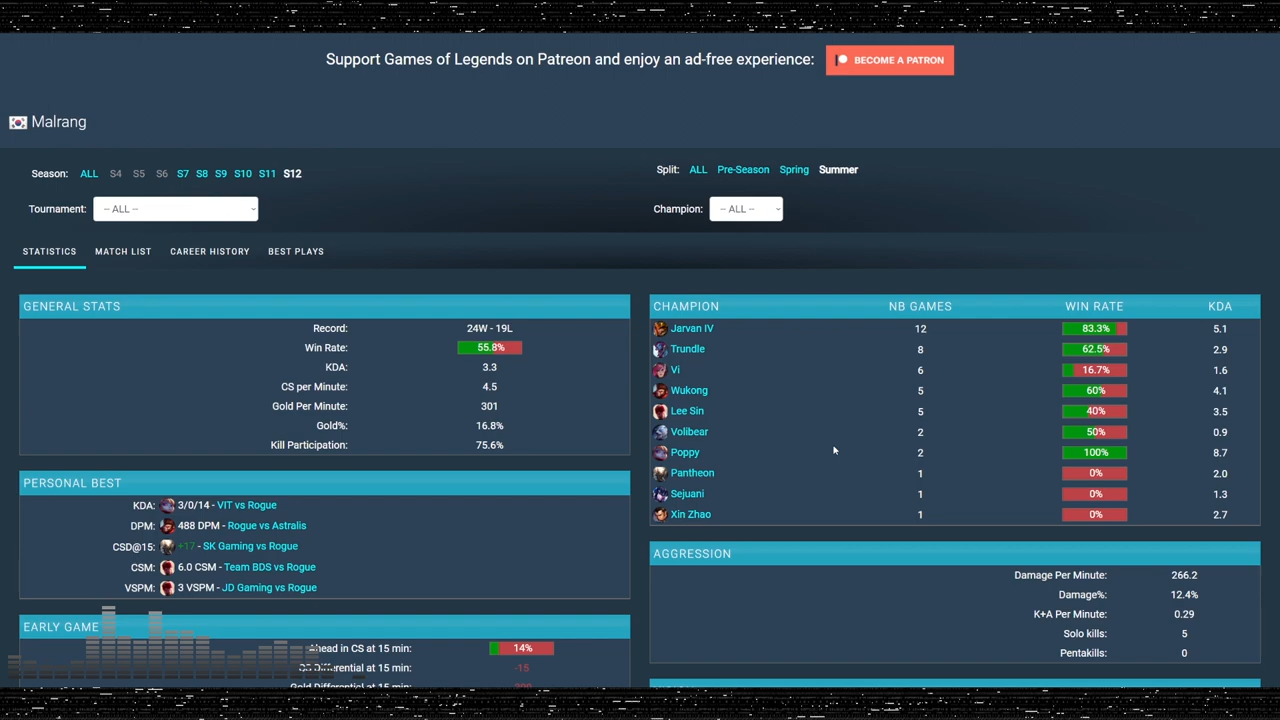 Support Games of Legends on Patreon and enjoy an ad-free experience: BECOME A PATRON
Malrang
Season: ALL S4 S5 S6 S7 S8 S9 S10 S11 S12
Split: ALL Pre-Season Spring Summer
Tournament: -- ALL --
Champion: -- ALL --
STATISTICS MATCH LIST CAREER HISTORY BEST PLAYS
GENERAL STATS
Record: 24W - 19L
Win Rate: 55.8%
KDA: 3.3
CS per Minute: 4.5
Gold Per Minute: 301
Gold%: 16.8%
Kill Participation: 75.6%
PERSONAL BEST
KDA: 3/0/14 - VIT vs Rogue
DPM: 488 DPM - Rogue vs Astralis
CSD@15: +17 - SK Gaming vs Rogue
CSM: 6.0 CSM - Team BDS vs Rogue
VSPM: 3 VSPM - JD Gaming vs Rogue
EARLY GAME
Ahead in CS at 15 min: 14%
CS Differential at 15 min: -15
Gold Differential at 15 min:
CHAMPION NB GAMES WIN RATE KDA
Jarvan IV 12 83.3% 5.1
Trundle 8 62.5% 2.9
Vi 6 16.7% 1.6
Wukong 5 60% 4.1
Lee Sin 5 40% 3.5
Volibear 2 50% 0.9
Poppy 2 100% 8.7
Pantheon 1 0% 2.0
Sejuani 1 0% 1.3
Xin Zhao 1 0% 2.7
AGGRESSION
Damage Per Minute: 266.2
Damage%: 12.4%
K+A Per Minute: 0.29
Solo kills: 5
Pentakills: 0